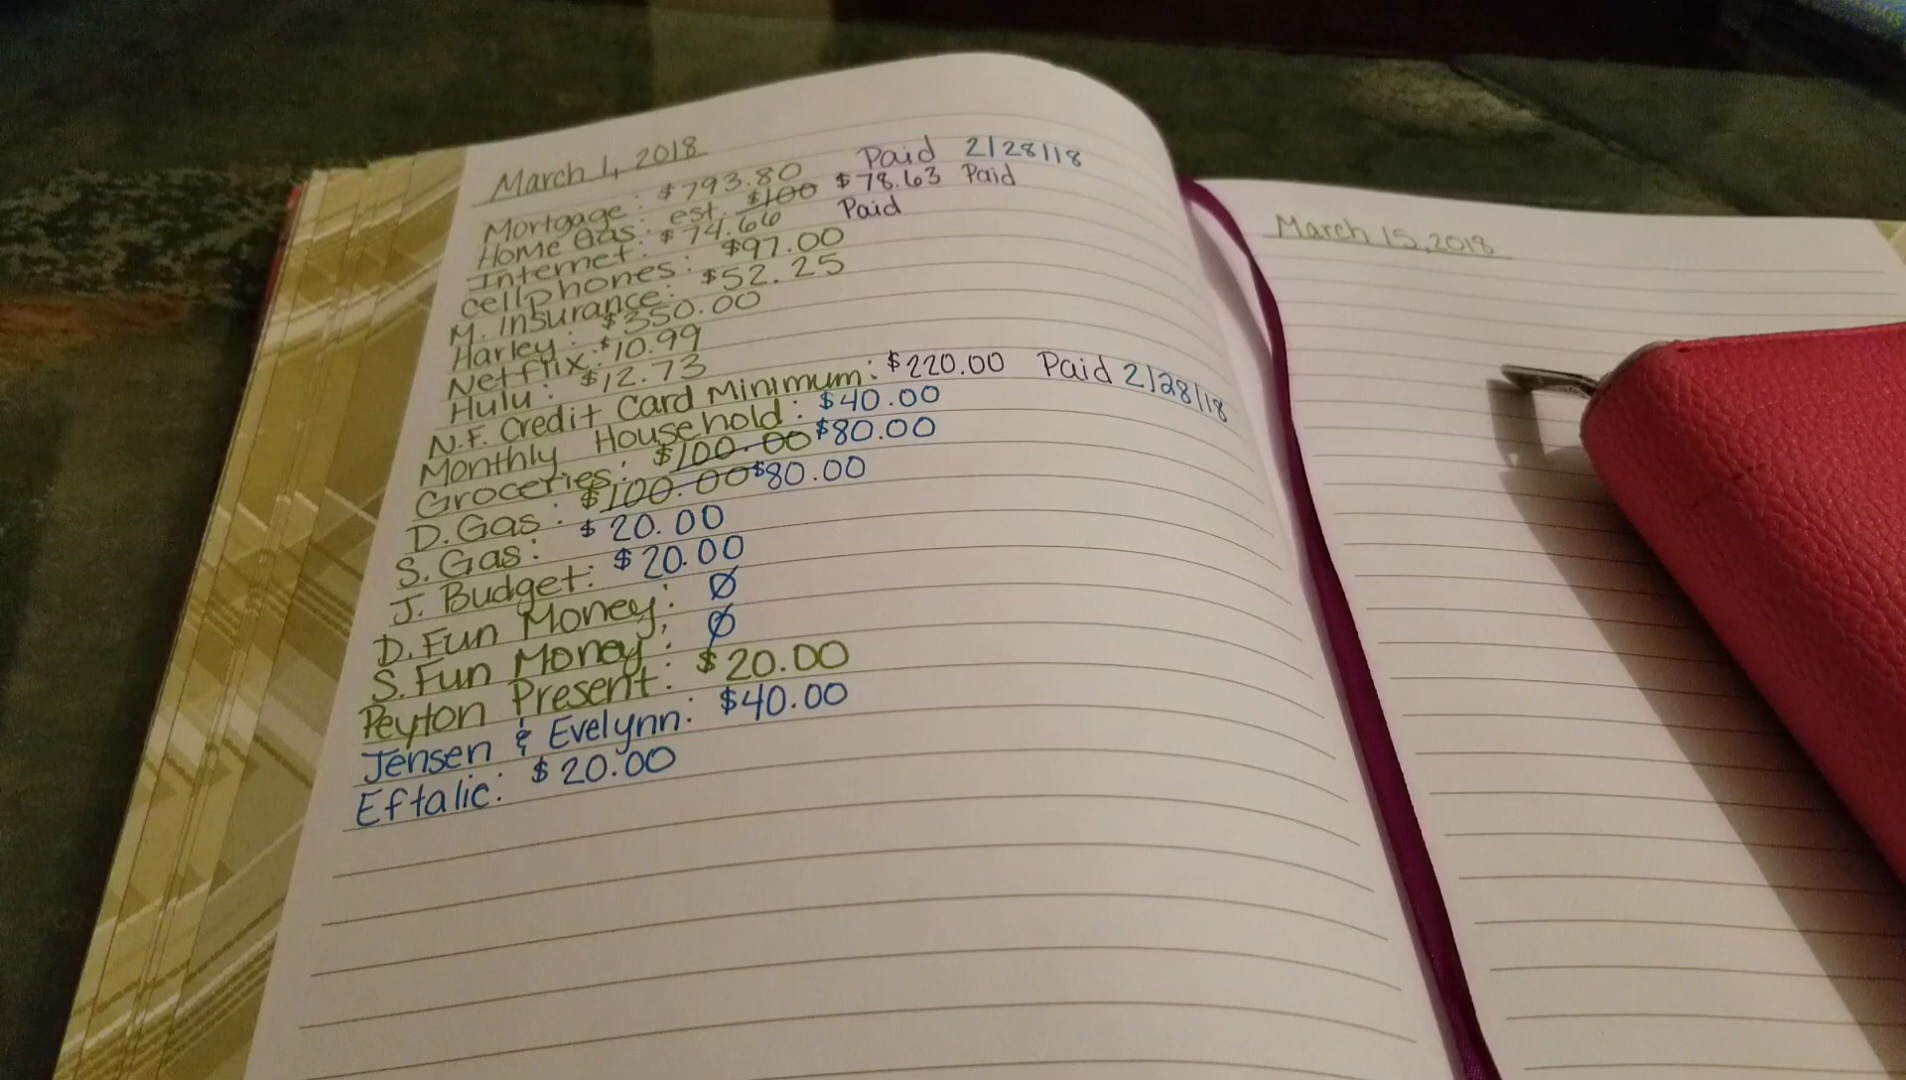 March 1, 2018
Mortgage: $793.80 Paid 2/28/18
Home Gas: est. $100 $78.63 Paid
Internet: $74.66 Paid
Cellphones: $97.00
M. Insurance: $52.25
Harley: $350.00
Netflix: $10.99
Hulu: $12.73
N.F. Credit Card Minimum: $220.00 Paid 2/28/18
Monthly Household: $40.00
Groceries: $100.00 $80.00
D. Gas: $100.00 $80.00
S. Gas: $20.00
J. Budget: $20.00
D. Fun Money: Ø
S. Fun Money: Ø
Peyton Present: $20.00
Jensen & Evelynn: $40.00
Eftalic: $20.00
March 15, 2018